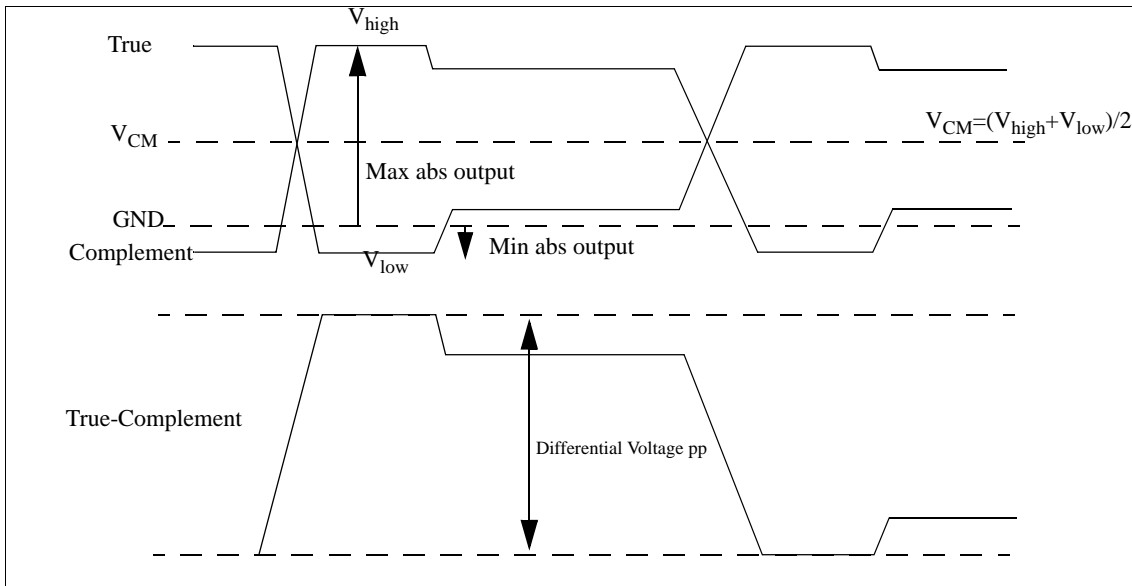 V_high
True
V_CM
V_CM=(V_high+V_low)/2
Max abs output
GND
Complement
V_low
Min abs output
True-Complement
Differential Voltage pp